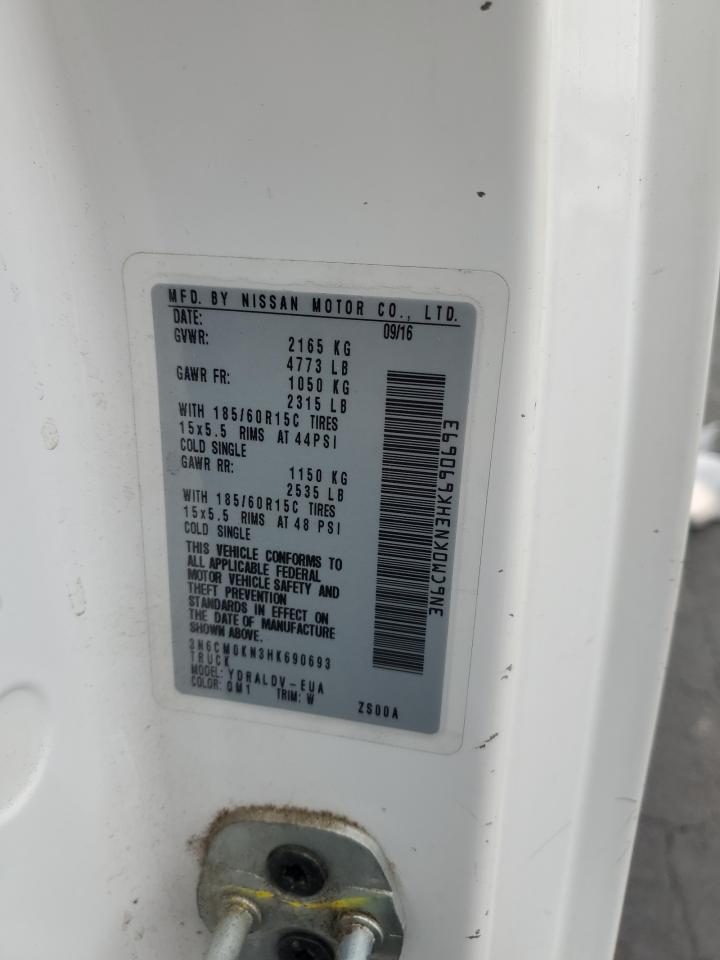 MFD. BY NISSAN MOTOR CO., LTD.
DATE: 09/16
GVWR: 2165 KG
4773 LB
GAWR FR: 1050 KG
2315 LB
WITH 185/60R15C TIRES
15x5.5 RIMS AT 44PSI
COLD SINGLE
GAWR RR: 1150 KG
2535 LB
WITH 185/60R15C TIRES
15x5.5 RIMS AT 48 PSI
COLD SINGLE
THIS VEHICLE CONFORMS TO
ALL APPLICABLE FEDERAL
MOTOR VEHICLE SAFETY AND
THEFT PREVENTION
STANDARDS IN EFFECT ON
THE DATE OF MANUFACTURE
SHOWN ABOVE.
3N6CM0KN3HK690693
TRUCK
MODEL: YDRALDV-EUA
COLOR: QM1 TRIM: W ZS00A
3N6CM0KN3HK690693